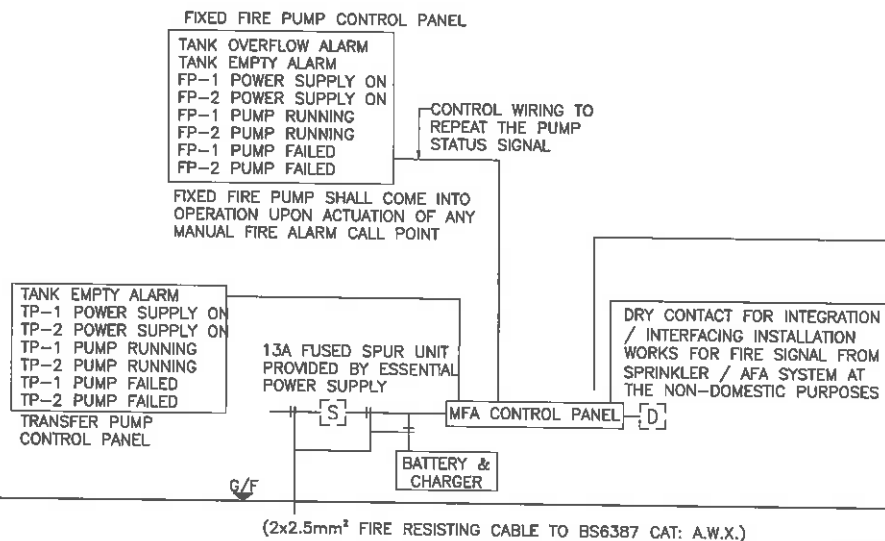 FIXED FIRE PUMP CONTROL PANEL
TANK OVERFLOW ALARM
TANK EMPTY ALARM
FP-1 POWER SUPPLY ON
FP-2 POWER SUPPLY ON
FP-1 PUMP RUNNING
FP-2 PUMP RUNNING
FP-1 PUMP FAILED
FP-2 PUMP FAILED
CONTROL WIRING TO
REPEAT THE PUMP
STATUS SIGNAL
FIXED FIRE PUMP SHALL COME INTO
OPERATION UPON ACTUATION OF ANY
MANUAL FIRE ALARM CALL POINT
TANK EMPTY ALARM
TP-1 POWER SUPPLY ON
TP-2 POWER SUPPLY ON
TP-1 PUMP RUNNING
TP-2 PUMP RUNNING
TP-1 PUMP FAILED
TP-2 PUMP FAILED
TRANSFER PUMP
CONTROL PANEL
13A FUSED SPUR UNIT
PROVIDED BY ESSENTIAL
POWER SUPPLY
DRY CONTACT FOR INTEGRATION
/ INTERFACING INSTALLATION
WORKS FOR FIRE SIGNAL FROM
SPRINKLER / AFA SYSTEM AT
THE NON-DOMESTIC PURPOSES
S
MFA CONTROL PANEL
D
BATTERY &
CHARGER
G/F
(2x2.5mm² FIRE RESISTING CABLE TO BS6387 CAT: A.W.X.)